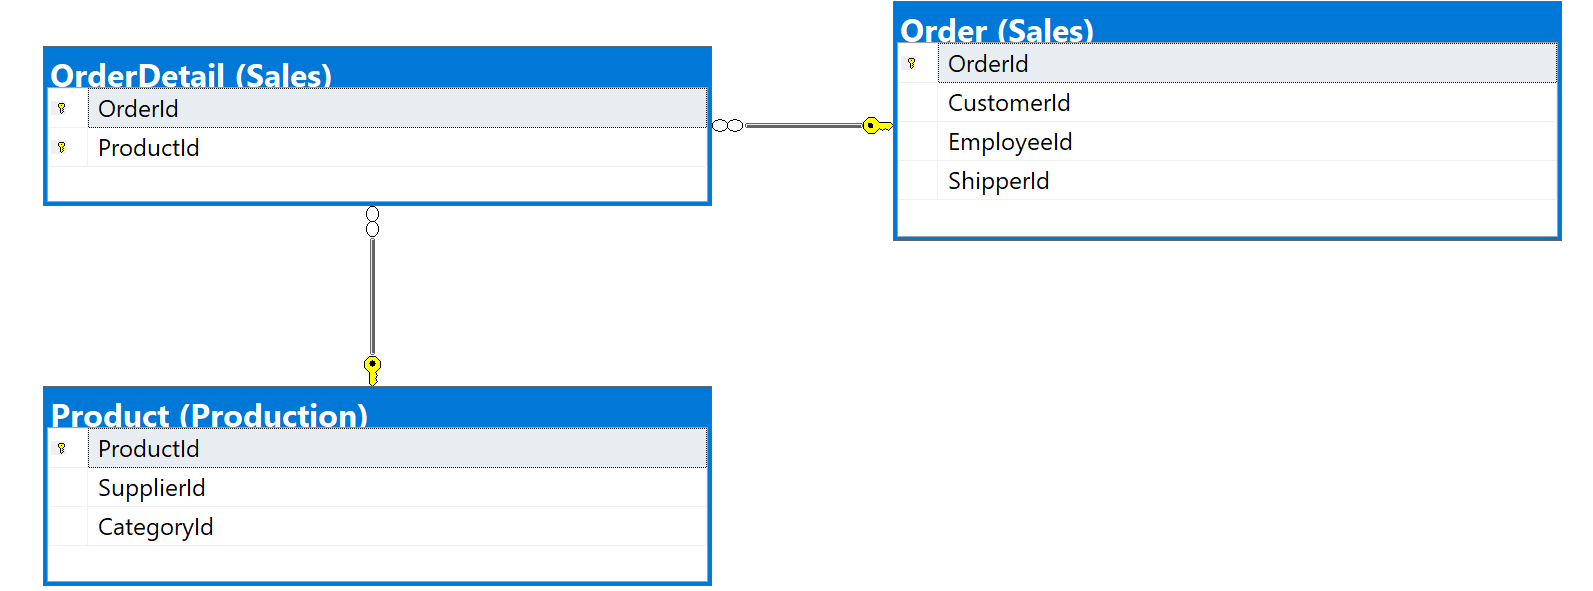 OrderDetail (Sales)
OrderId
ProductId
Order (Sales)
OrderId
CustomerId
EmployeeId
ShipperId
Product (Production)
ProductId
SupplierId
CategoryId